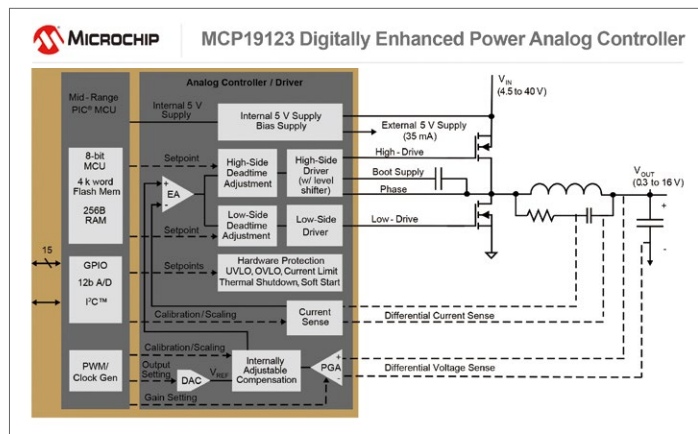 MICROCHIP
MCP19123 Digitally Enhanced Power Analog Controller
Mid-Range
PIC® MCU
8-bit
MCU
4 k word
Flash Mem
256B
RAM
15
GPIO
12b A/D
I²C™
PWM/
Clock Gen
Analog Controller / Driver
Internal 5 V
Supply
Internal 5 V Supply
Bias Supply
Setpoint
High-Side
Deadtime
Adjustment
High-Side
Driver
(w/ level
shifter)
+
EA
-
Low-Side
Deadtime
Adjustment
Low-Side
Driver
Setpoint
Setpoints
Hardware Protection
UVLO, OVLO, Current Limit
Thermal Shutdown, Soft Start
Calibration/Scaling
Current
Sense
Calibration/Scaling
Output
Setting
DAC
VREF
Internally
Adjustable
Compensation
+
PGA
-
Gain Setting
VIN
(4.5 to 40 V)
External 5 V Supply
(35 mA)
High-Drive
Boot Supply
Phase
Low-Drive
VOUT
(0.3 to 16 V)
+
-
Differential Current Sense
Differential Voltage Sense